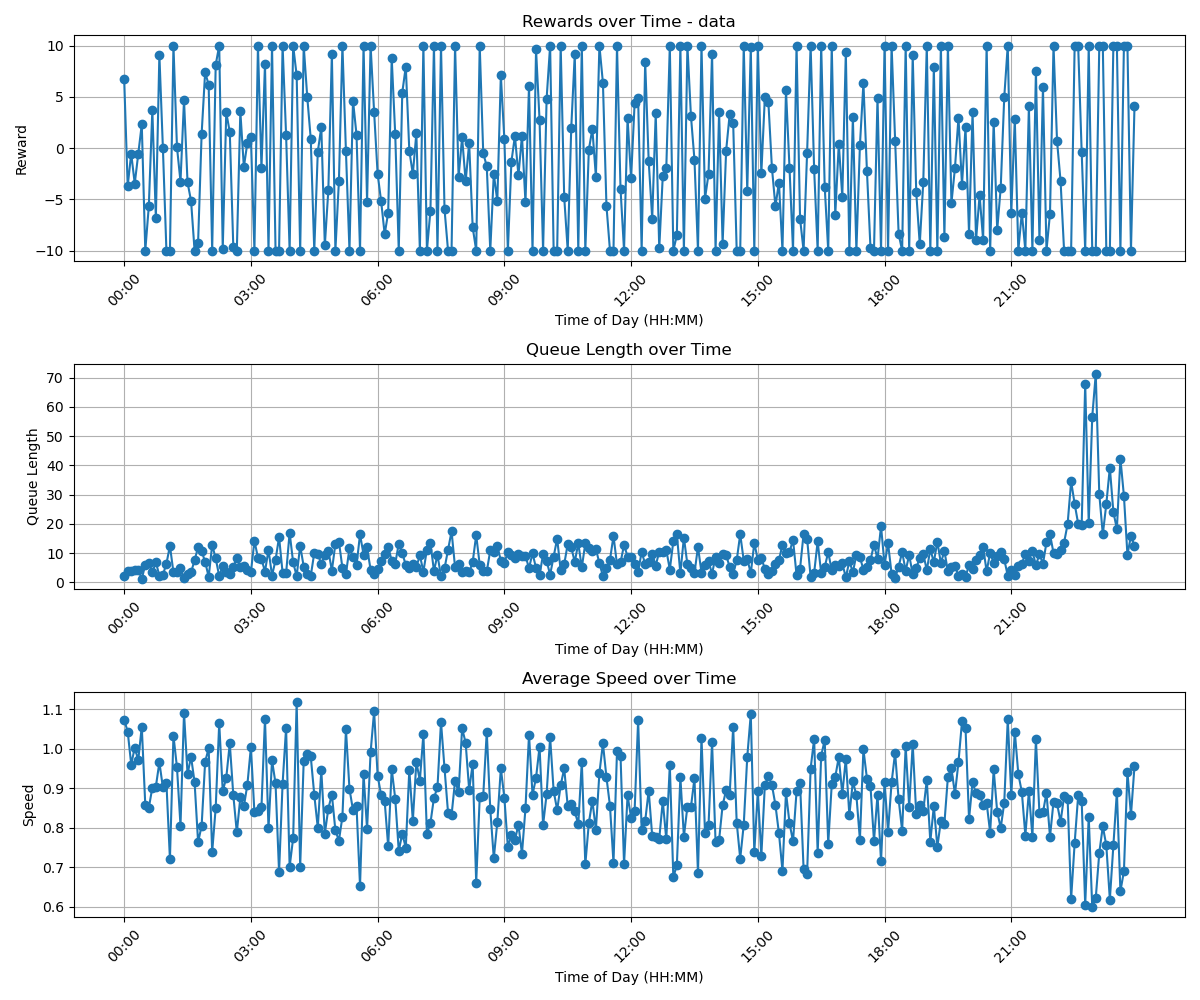 Rewards over Time - data
10
5
0
−5
−10
Reward
00:00 03:00 06:00 09:00 12:00 15:00 18:00 21:00
Time of Day (HH:MM)
Queue Length over Time
70
60
50
40
30
20
10
0
Queue Length
00:00 03:00 06:00 09:00 12:00 15:00 18:00 21:00
Time of Day (HH:MM)
Average Speed over Time
1.1
1.0
0.9
0.8
0.7
0.6
Speed
00:00 03:00 06:00 09:00 12:00 15:00 18:00 21:00
Time of Day (HH:MM)